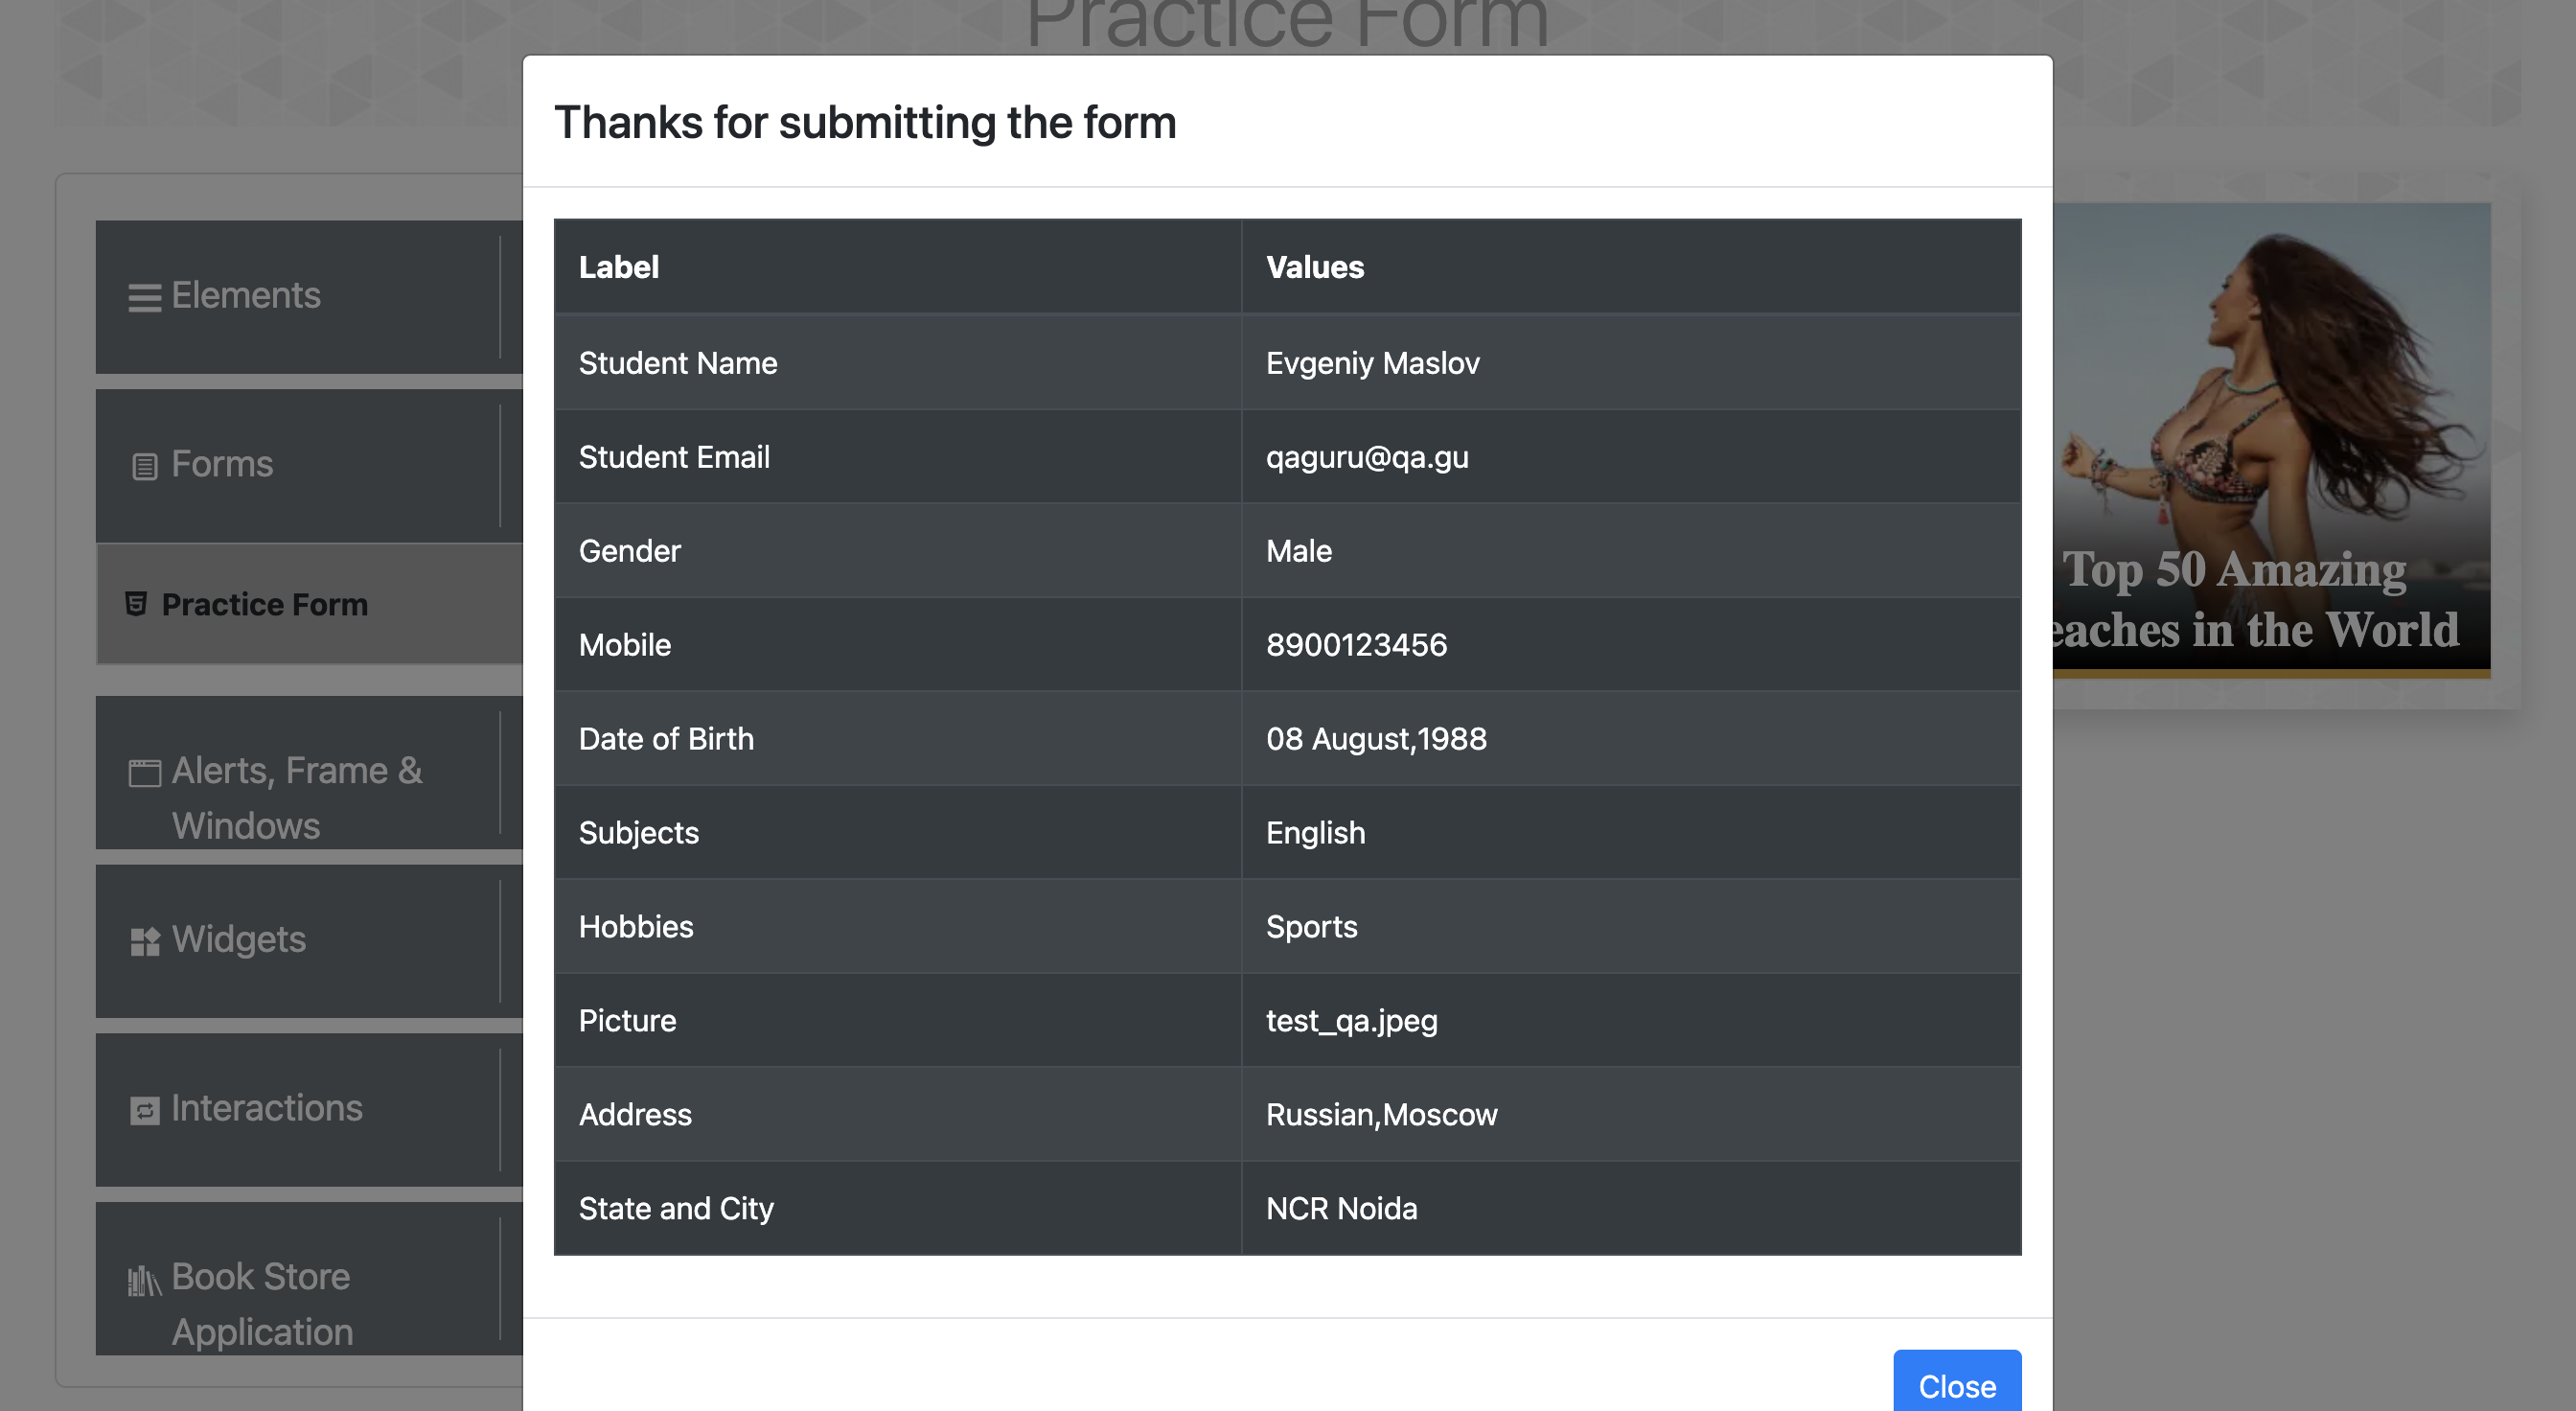 Practice Form
Thanks for submitting the form
Elements
Forms
Practice Form
Alerts, Frame &
Windows
Widgets
Interactions
Book Store
Application
Label Values
Student Name Evgeniy Maslov
Student Email qaguru@qa.gu
Gender Male
Mobile 8900123456
Date of Birth 08 August,1988
Subjects English
Hobbies Sports
Picture test_qa.jpeg
Address Russian,Moscow
State and City NCR Noida
Close
Top 50 Amazing
eaches in the World